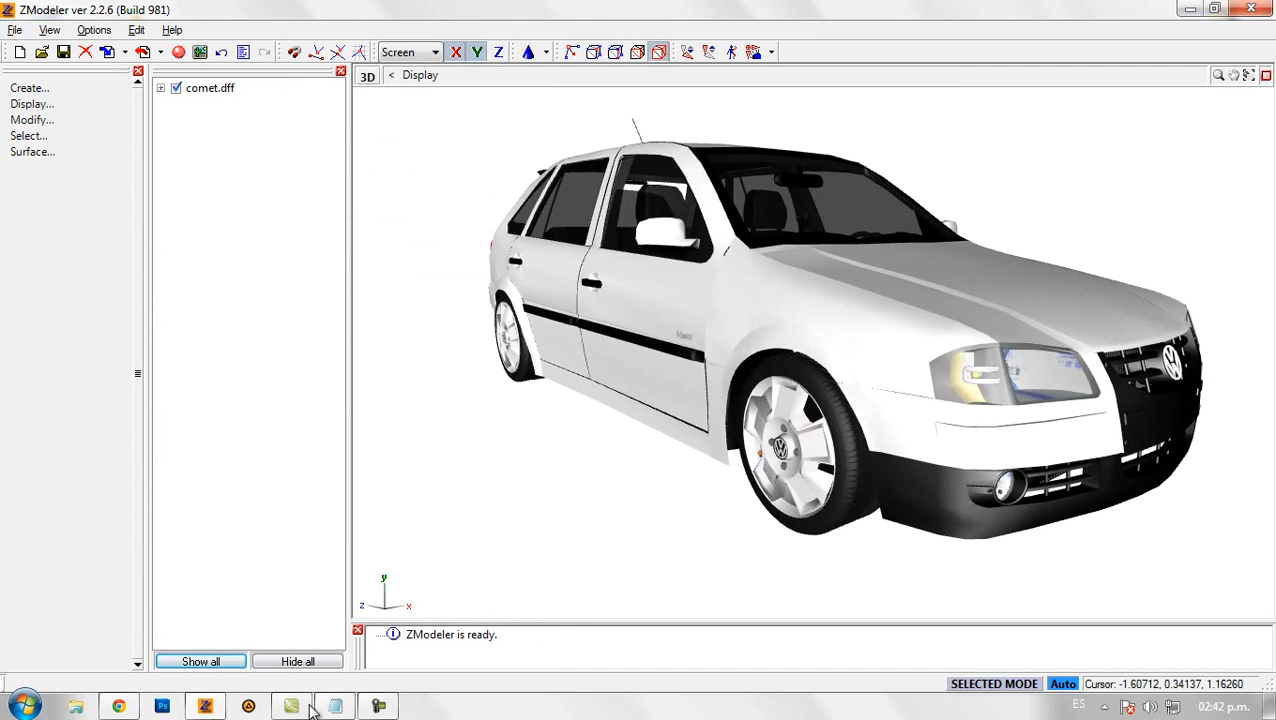 ZModeler ver 2.2.6 (Build 981)
File View Options Edit Help
Screen X Y Z
3D < Display
Create...
Display...
Modify...
Select...
Surface...
comet.dff
y
z x
ZModeler is ready.
Show all Hide all
SELECTED MODE Auto Cursor: -1.60712, 0.34137, 1.16260
Ps ES 02:42 p.m.